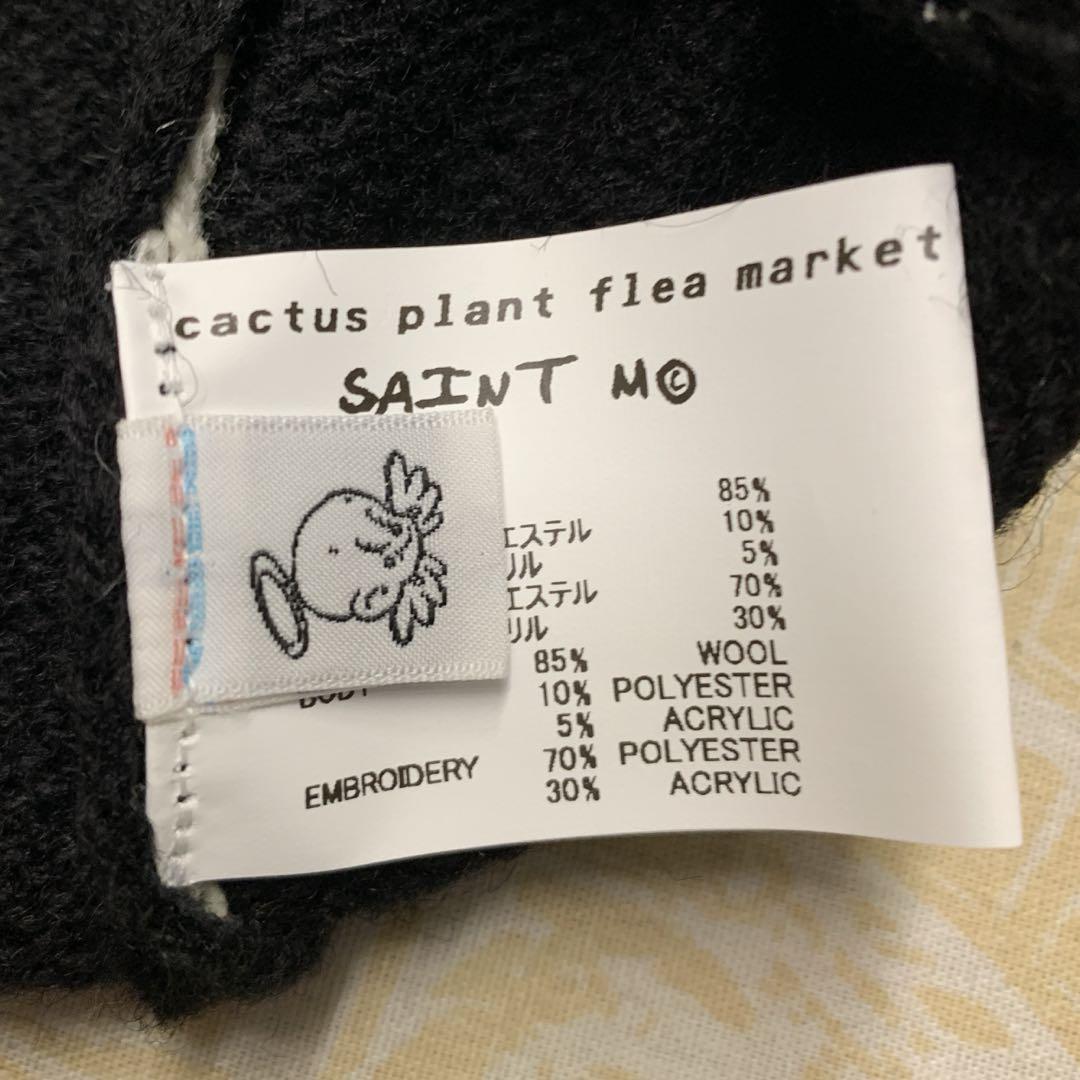 cactus plant flea market
SAINT M©
85%
エステル 10%
リル 5%
エステル 70%
リル 30%
85% WOOL
BODY 10% POLYESTER
5% ACRYLIC
70% POLYESTER
EMBROIDERY 30% ACRYLIC